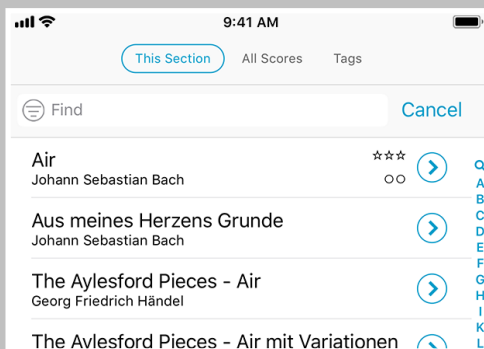 9:41 AM
This Section All Scores Tags
Find Cancel
Air
Johann Sebastian Bach
Aus meines Herzens Grunde
Johann Sebastian Bach
The Aylesford Pieces - Air
Georg Friedrich Händel
The Aylesford Pieces - Air mit Variationen
A
B
C
D
E
F
G
H
I
K
L